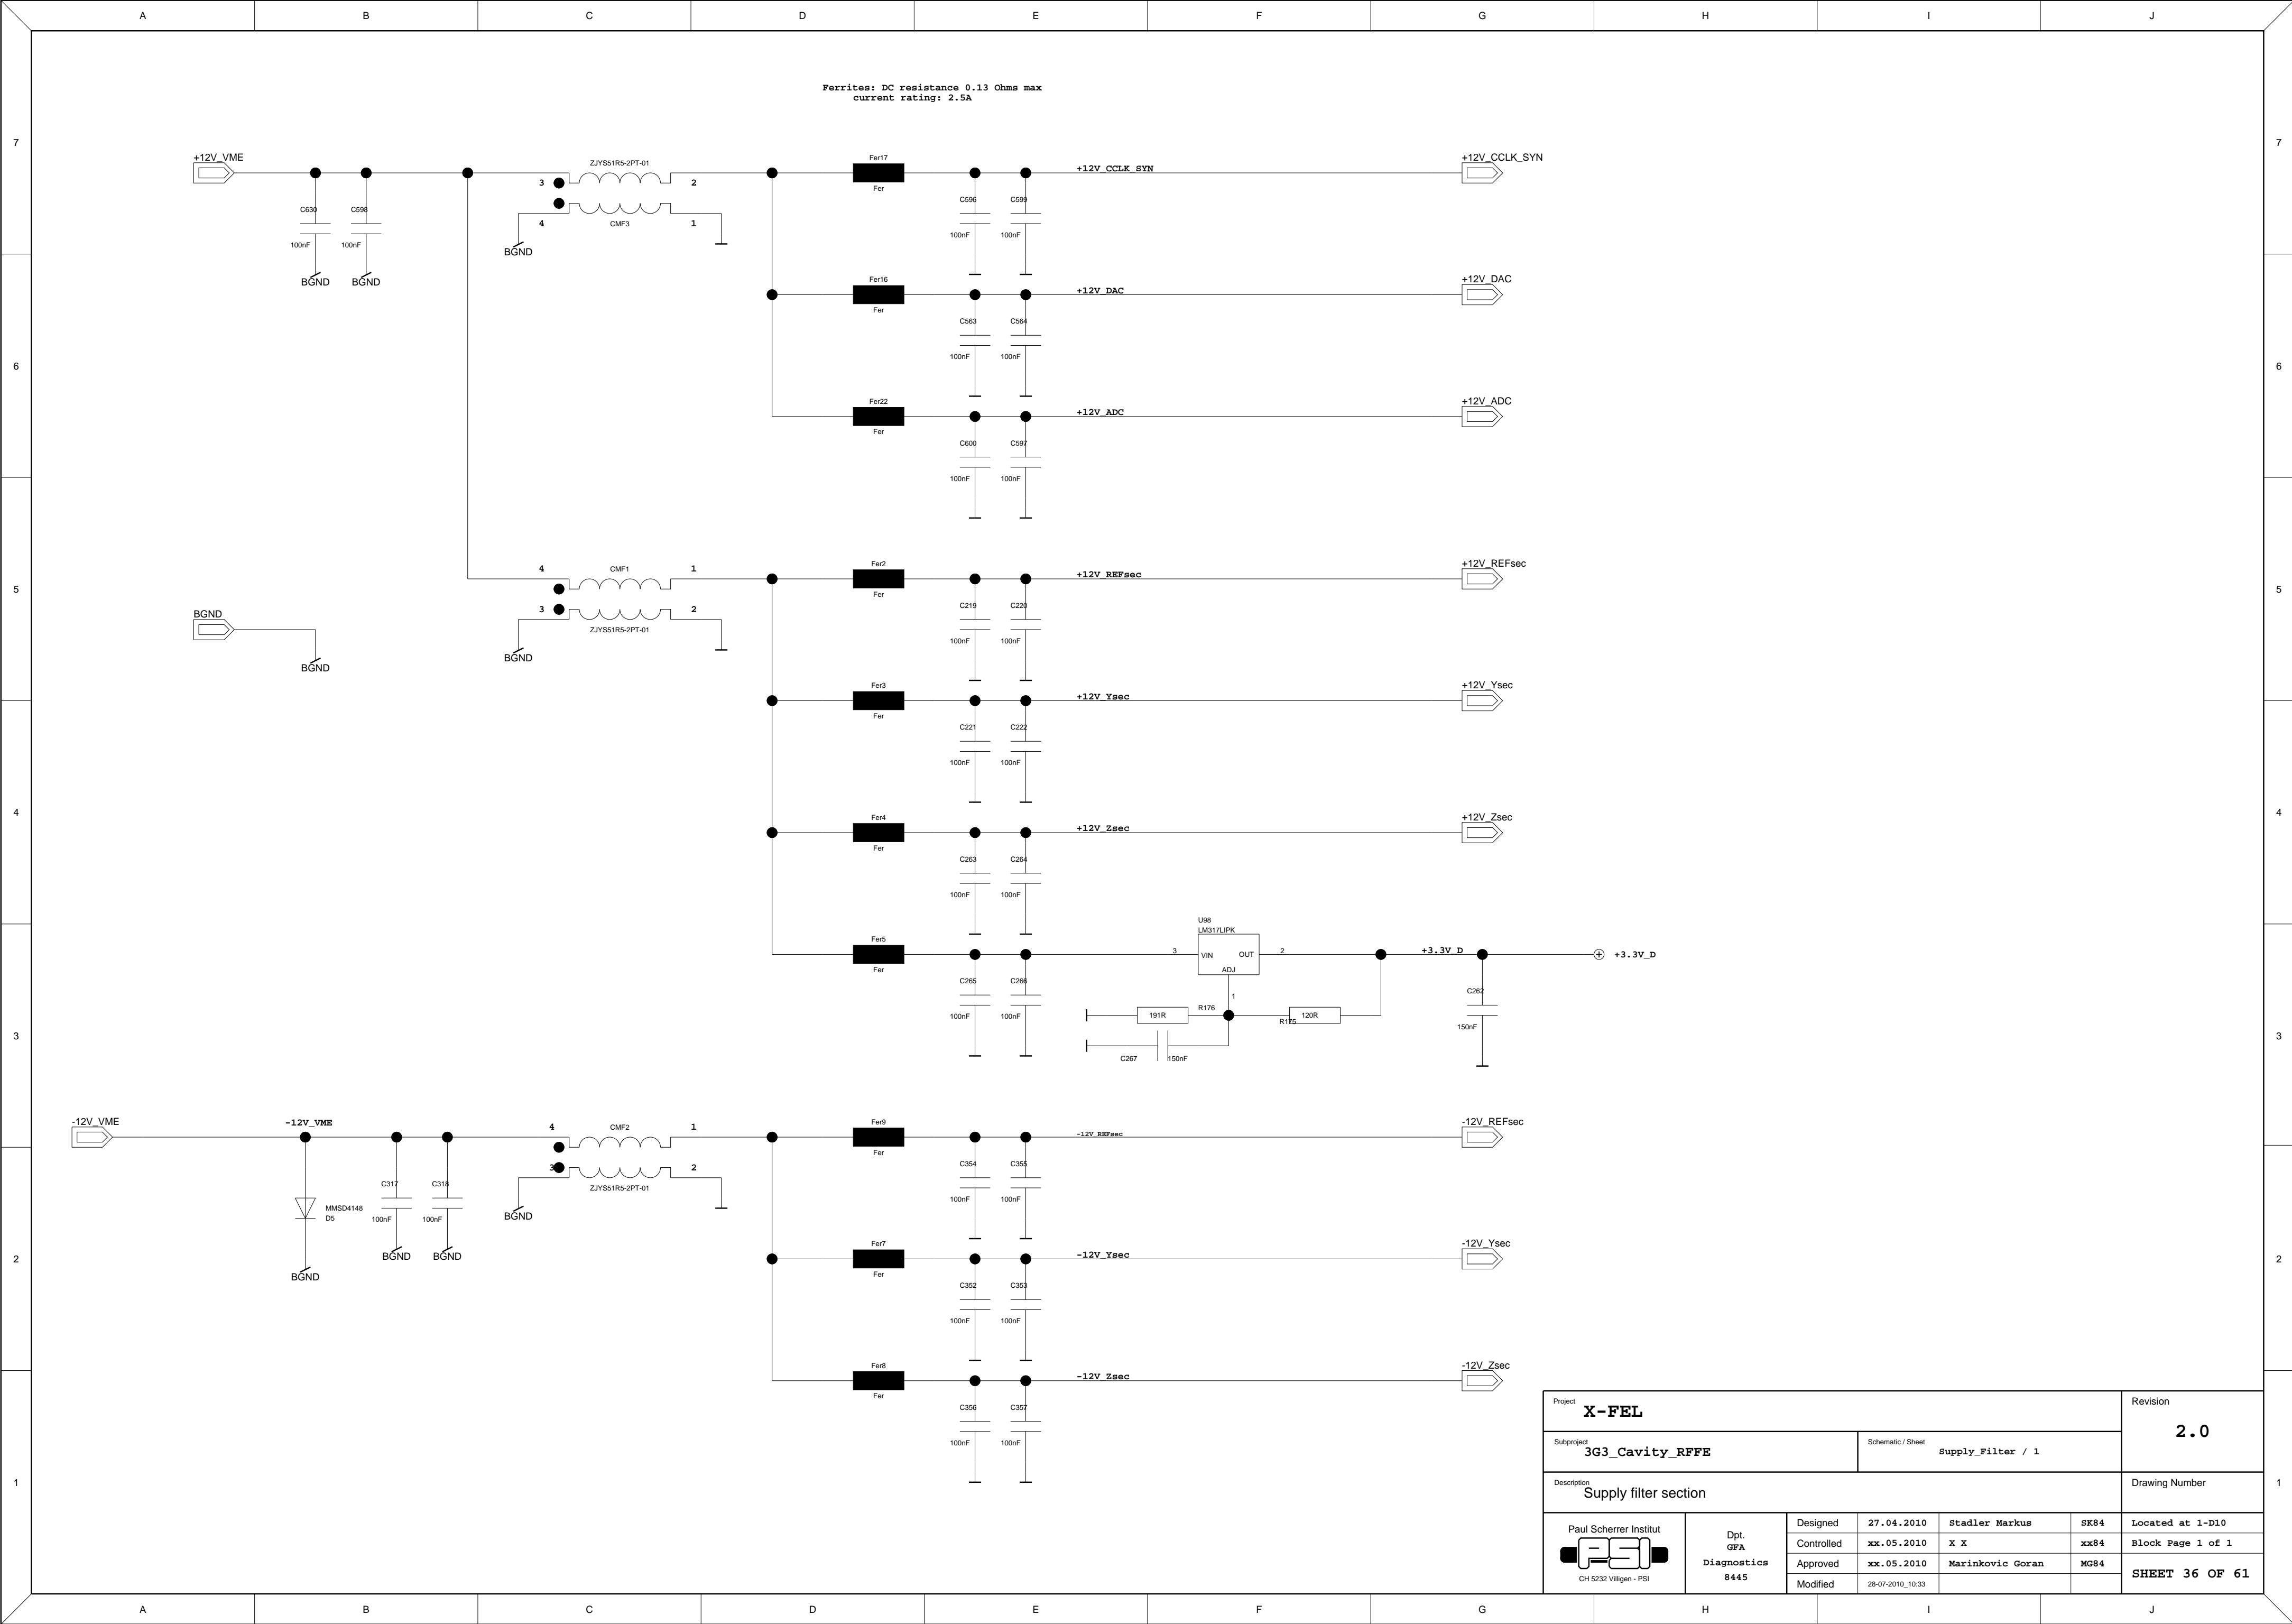 A B C D E F G H I J
Ferrites: DC resistance 0.13 Ohms max
current rating: 2.5A
7 7
+12V_VME
ZJYS51R5-2PT-01
Fer17
+12V_CCLK_SYN
+12V_CCLK_SYN
3 2
Fer
C630 C598
C596 C599
4 CMF3 1
100nF 100nF
100nF 100nF
BGND
BGND BGND
Fer16
+12V_DAC
+12V_DAC
Fer
C563 C564
100nF 100nF
6 6
Fer22
+12V_ADC
+12V_ADC
Fer
C600 C597
100nF 100nF
4 CMF1 1
Fer2
+12V_REFsec
+12V_REFsec
5 5
Fer
BGND
3 2
C219 C220
ZJYS51R5-2PT-01
100nF 100nF
BGND
BGND
Fer3
+12V_Ysec
+12V_Ysec
Fer
C221 C222
100nF 100nF
4 4
Fer4
+12V_Zsec
+12V_Zsec
Fer
C263 C264
100nF 100nF
U98
LM317LIPK
Fer5
3 VIN OUT 2
+3.3V_D
+3.3V_D
Fer
ADJ
C265 C266
1
C262
191R R176
R175 120R
100nF 100nF
150nF
3 3
C267 150nF
-12V_VME
-12V_VME
4 CMF2 1
Fer9
-12V_REFsec
-12V_REFsec
Fer
3 2
C354 C355
C317 C318
ZJYS51R5-2PT-01
MMSD4148
D5
100nF 100nF
100nF 100nF
BGND
BGND BGND
BGND
2 2
Fer7
-12V_Ysec
-12V_Ysec
Fer
C352 C353
100nF 100nF
Fer8
-12V_Zsec
-12V_Zsec
Fer
C356 C357
100nF 100nF
1 1
Project X-FEL
Revision
2.0
Subproject
3G3_Cavity_RFFE
Schematic / Sheet
Supply_Filter / 1
Description
Supply filter section
Drawing Number
Paul Scherrer Institut
PSI
CH 5232 Villigen - PSI
Dpt.
GFA
Diagnostics
8445
Designed 27.04.2010 Stadler Markus SK84 Located at 1-D10
Controlled xx.05.2010 X X xx84 Block Page 1 of 1
Approved xx.05.2010 Marinkovic Goran MG84
Modified 28-07-2010_10:33
SHEET 36 OF 61
A B C D E F G H I J